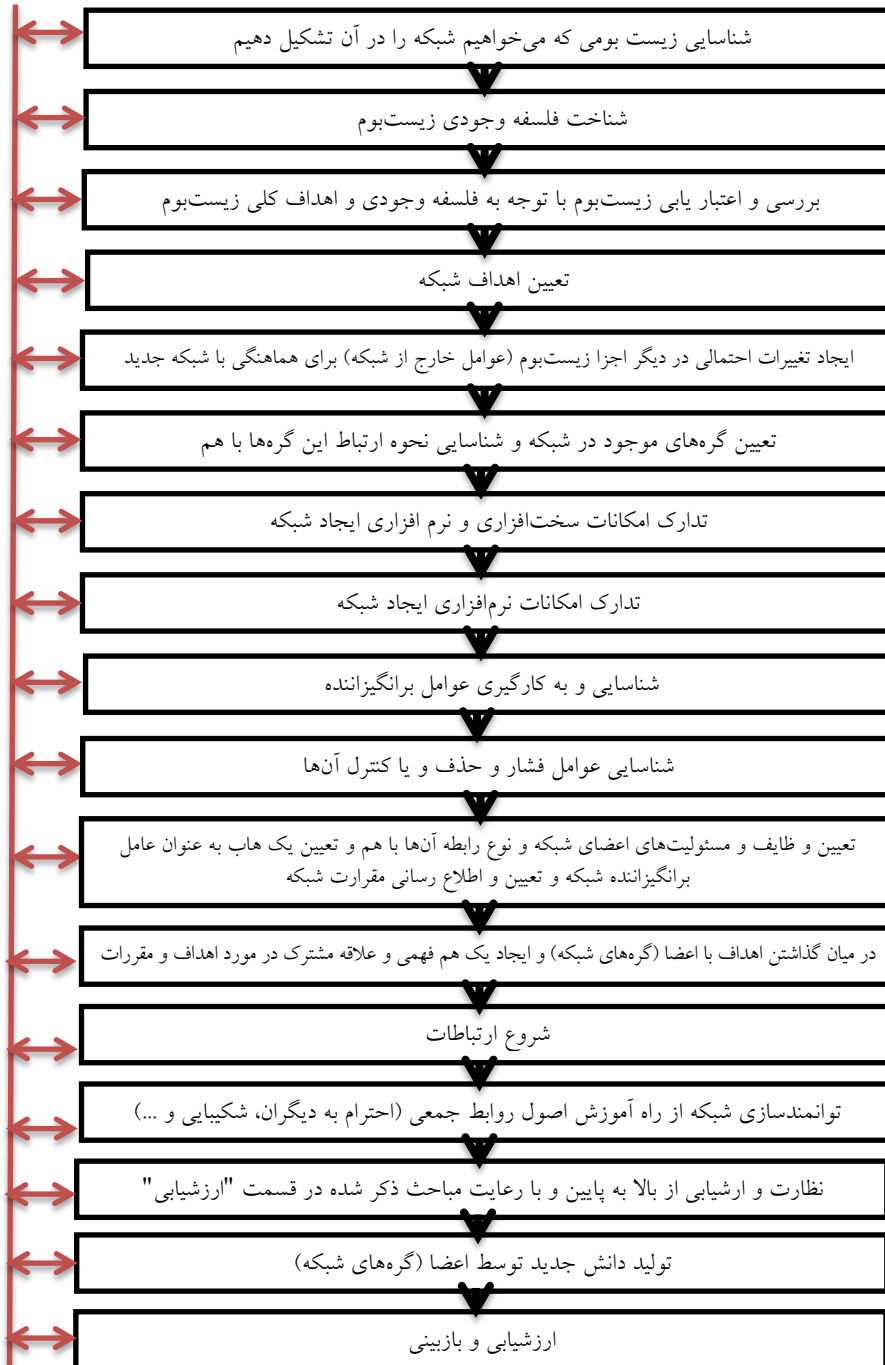 شناسایی زیست بومی که می‌خواهیم شبکه را در آن تشکیل دهیم
شناخت فلسفه وجودی زیست‌بوم
بررسی و اعتبار یابی زیست‌بوم با توجه به فلسفه وجودی و اهداف کلی زیست‌بوم
تعیین اهداف شبکه
ایجاد تغییرات احتمالی در دیگر اجزا زیست‌بوم (عوامل خارج از شبکه) برای هماهنگی با شبکه جدید
تعیین گره‌های موجود در شبکه و شناسایی نحوه ارتباط این گره‌ها با هم
تدارک امکانات سخت‌افزاری و نرم افزاری ایجاد شبکه
تدارک امکانات نرم‌افزاری ایجاد شبکه
شناسایی و به کارگیری عوامل برانگیزاننده
شناسایی عوامل فشار و حذف و یا کنترل آن‌ها
تعیین و ظایف و مسئولیت‌های اعضای شبکه و نوع رابطه آن‌ها با هم و تعیین یک هاب به عنوان عامل
برانگیزاننده شبکه و تعیین و اطلاع رسانی مقرارت شبکه
در میان گذاشتن اهداف با اعضا (گره‌های شبکه) و ایجاد یک هم فهمی و علاقه مشترک در مورد اهداف و مقررات
شروع ارتباطات
توانمندسازی شبکه از راه آموزش اصول روابط جمعی (احترام به دیگران، شکیبایی و ...)
نظارت و ارشیابی از بالا به پایین و با رعایت مباحث ذکر شده در قسمت "ارزشیابی"
تولید دانش جدید توسط اعضا (گره‌های شبکه)
ارزشیابی و بازبینی